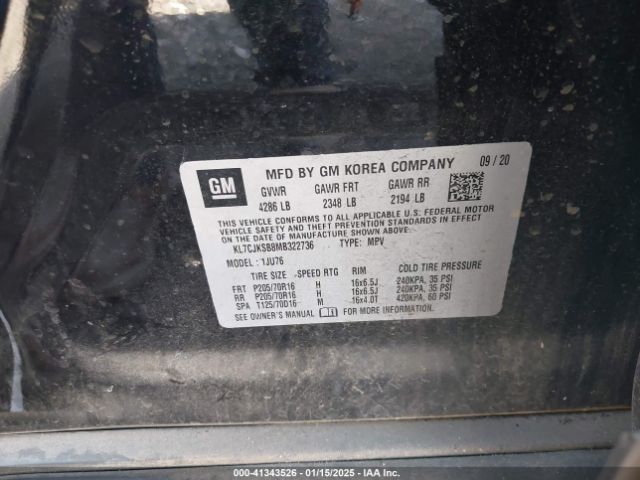 GM
MFD BY GM KOREA COMPANY 09 / 20
GVWR GAWR FRT GAWR RR
4286 LB 2348 LB 2194 LB
THIS VEHICLE CONFORMS TO ALL APPLICABLE U.S. FEDERAL MOTOR
VEHICLE SAFETY AND THEFT PREVENTION STANDARDS IN EFFECT
ON THE DATE OF MANUFACTURE SHOWN ABOVE.
KL7CJKSB8MB322736 TYPE: MPV
MODEL : 1JU76
TIRE SIZE SPEED RTG RIM COLD TIRE PRESSURE
FRT P205/70R16 H 16x6.5J 240KPA, 35 PSI
RR P205/70R16 H 16x6.5J 240KPA, 35 PSI
SPA T125/70D16 M 16x4.0T 420KPA, 60 PSI
SEE OWNER'S MANUAL FOR MORE INFORMATION.
000-41343526 - 01/15/2025 - IAA Inc.